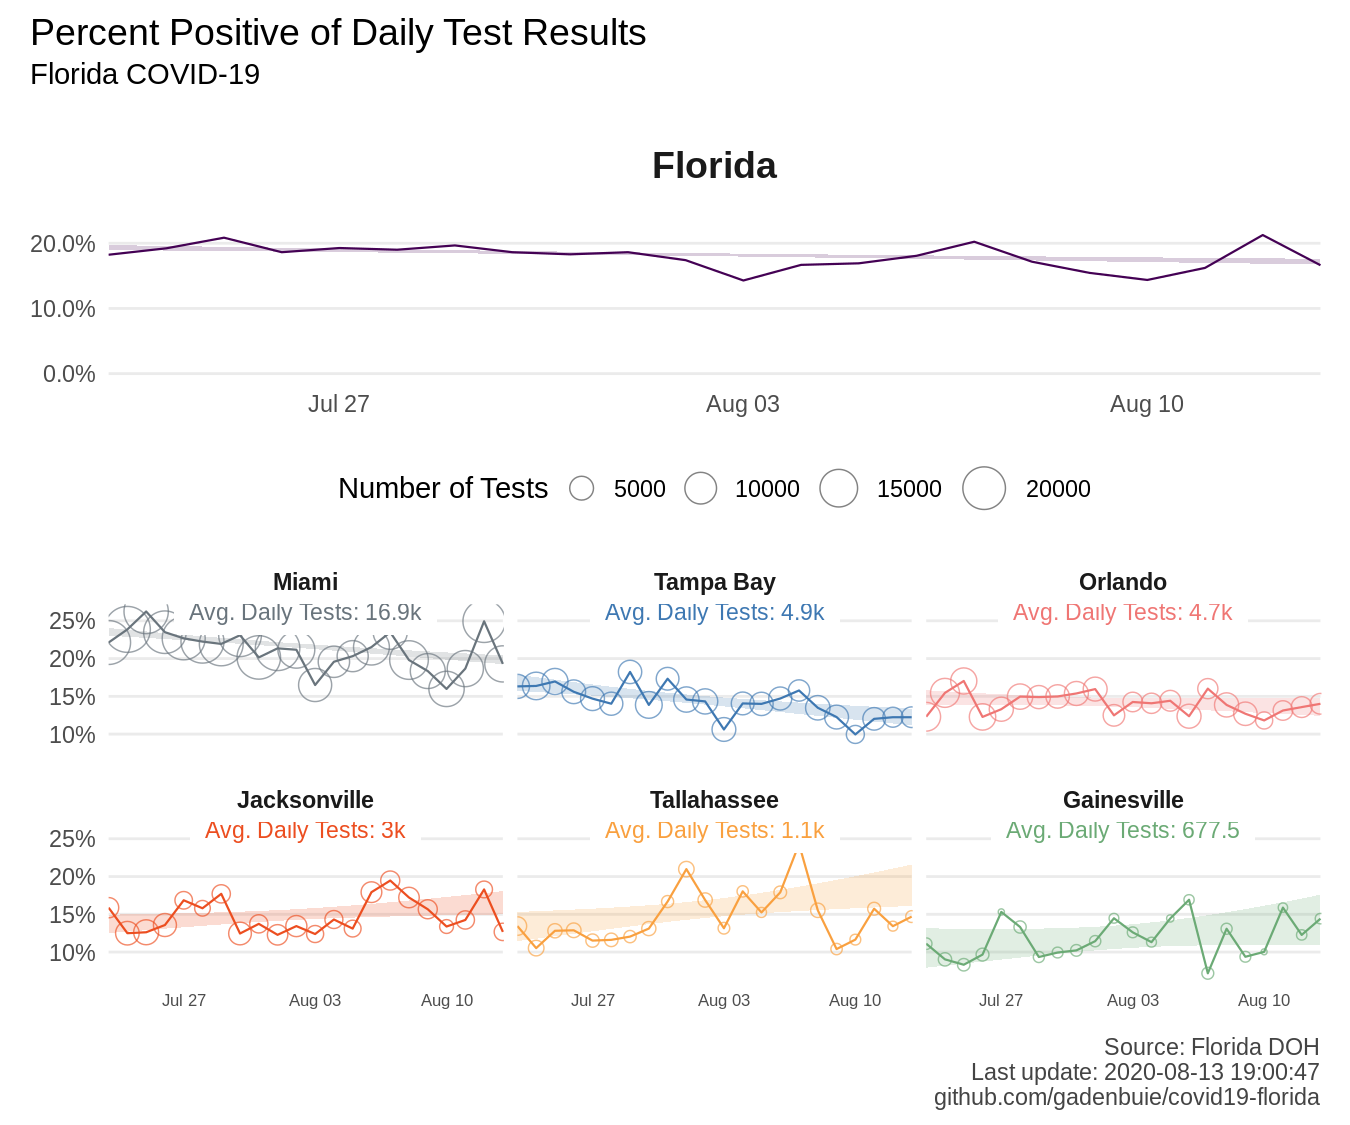 Percent Positive of Daily Test Results
Florida COVID-19
Florida
20.0%
10.0%
0.0%
Jul 27 Aug 03 Aug 10
Number of Tests 5000 10000 15000 20000
Miami Tampa Bay Orlando
Avg. Daily Tests: 16.9k Avg. Daily Tests: 4.9k Avg. Daily Tests: 4.7k
25%
20%
15%
10%
Jacksonville Tallahassee Gainesville
Avg. Daily Tests: 3k Avg. Daily Tests: 1.1k Avg. Daily Tests: 677.5
25%
20%
15%
10%
Jul 27 Aug 03 Aug 10 Jul 27 Aug 03 Aug 10 Jul 27 Aug 03 Aug 10
Source: Florida DOH
Last update: 2020-08-13 19:00:47
github.com/gadenbuie/covid19-florida